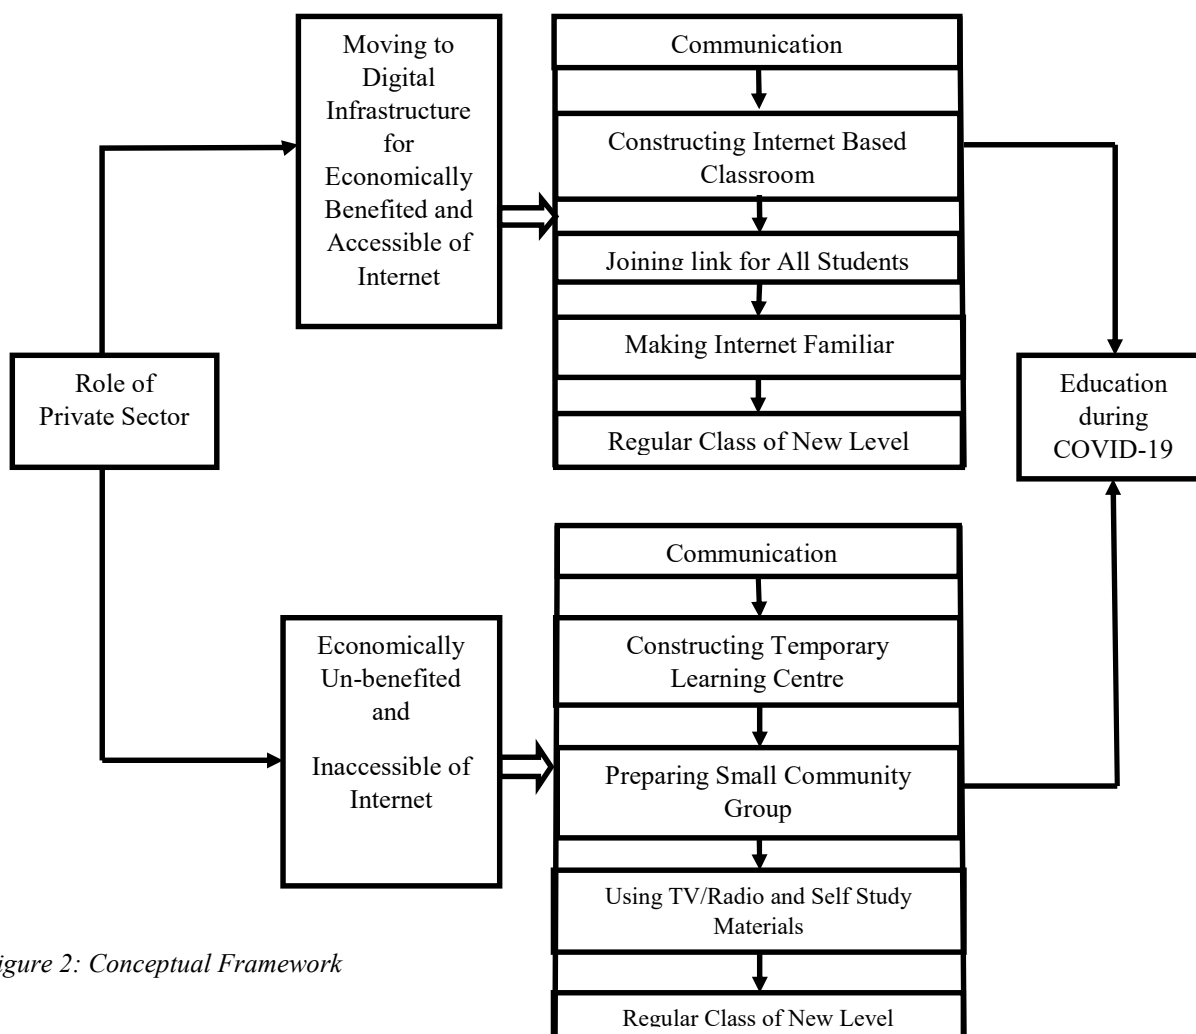 Role of
Private Sector
Moving to
Digital
Infrastructure
for
Economically
Benefited and
Accessible of
Internet
Communication
Constructing Internet Based
Classroom
Joining link for All Students
Making Internet Familiar
Regular Class of New Level
Economically
Un-benefited
and
Inaccessible of
Internet
Communication
Constructing Temporary
Learning Centre
Preparing Small Community
Group
Using TV/Radio and Self Study
Materials
Regular Class of New Level
Education
during
COVID-19
igure 2: Conceptual Framework